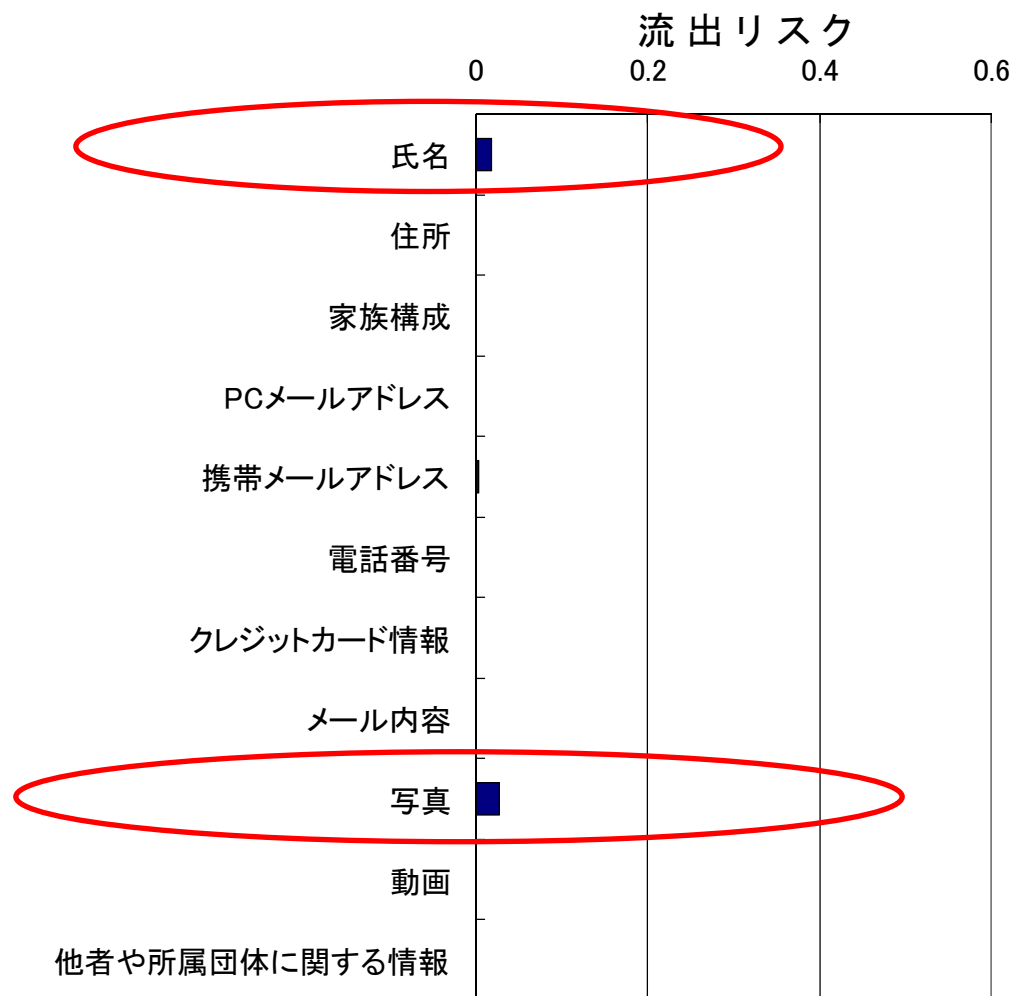 流出リスク
0 0.2 0.4 0.6
氏名
住所
家族構成
PCメールアドレス
携帯メールアドレス
電話番号
クレジットカード情報
メール内容
写真
動画
他者や所属団体に関する情報